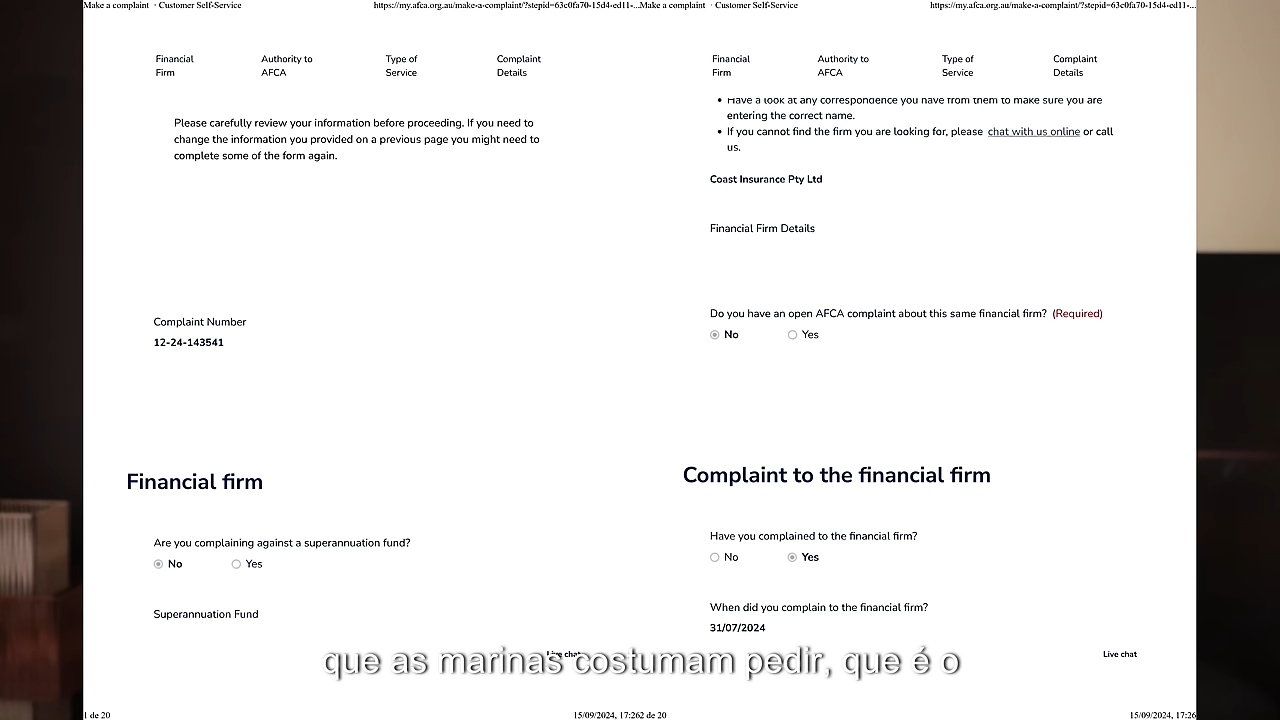 Make a complaint · Customer Self-Service
https://my.afca.org.au/make-a-complaint/?stepid=63c0fa70-15d4-ed11-...
Financial Firm
Authority to AFCA
Type of Service
Complaint Details
Please carefully review your information before proceeding. If you need to
change the information you provided on a previous page you might need to
complete some of the form again.
Complaint Number
12-24-143541
Financial firm
Are you complaining against a superannuation fund?
No Yes
Superannuation Fund
Live chat
1 de 20
15/09/2024, 17:26
Make a complaint · Customer Self-Service
https://my.afca.org.au/make-a-complaint/?stepid=63c0fa70-15d4-ed11-...
Financial Firm
Authority to AFCA
Type of Service
Complaint Details
Have a look at any correspondence you have from them to make sure you are
entering the correct name.
If you cannot find the firm you are looking for, please chat with us online or call
us.
Coast Insurance Pty Ltd
Financial Firm Details
Do you have an open AFCA complaint about this same financial firm? (Required)
No Yes
Complaint to the financial firm
Have you complained to the financial firm?
No Yes
When did you complain to the financial firm?
31/07/2024
Live chat
2 de 20
15/09/2024, 17:26
que as marinas costumam pedir, que é o